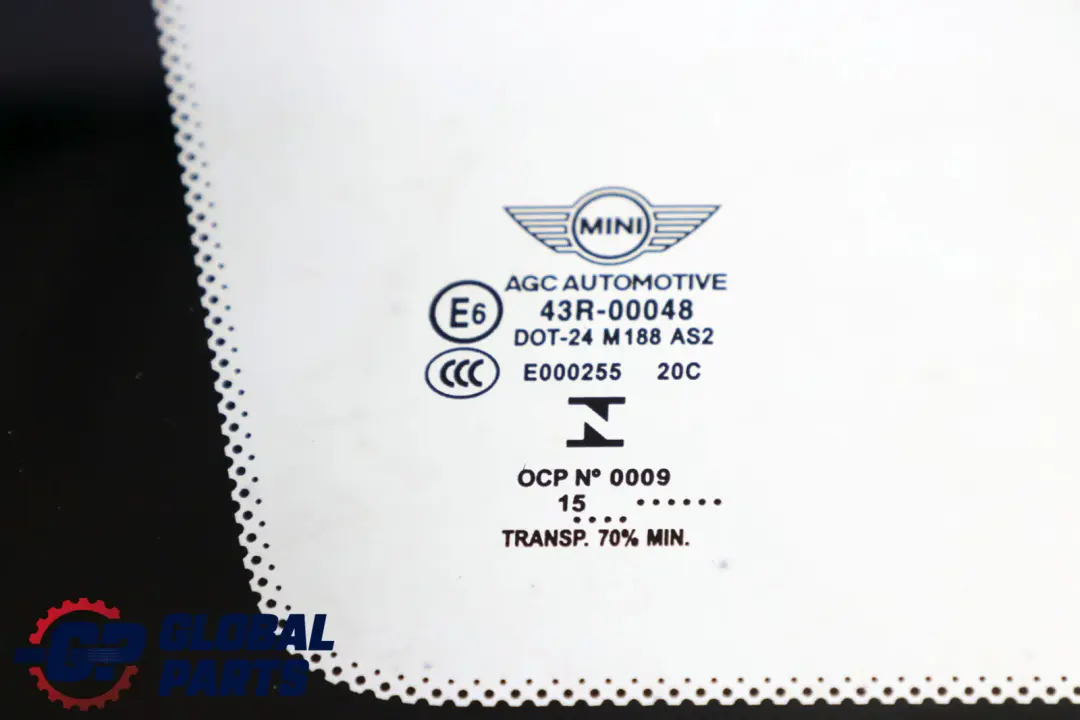 MINI
AGC AUTOMOTIVE
E6
43R-00048
DOT-24 M188 AS2
CCC
E000255 20C
OCP Nº 0009
15 ......
....
TRANSP. 70% MIN.
GP
GLOBAL
PARTS